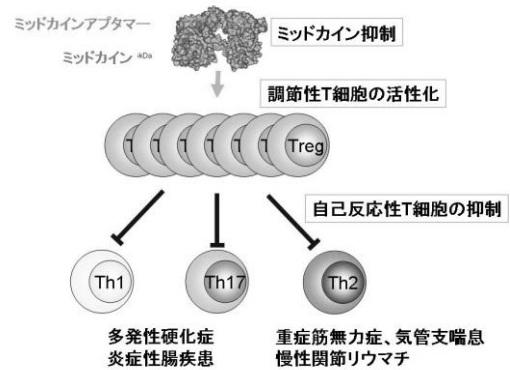 ミッドカインアプタマー
ミッドカイン kDa
ミッドカイン抑制
調節性T細胞の活性化
T T T T T T Treg
自己反応性T細胞の抑制
Th1 Th17 Th2
多発性硬化症
炎症性腸疾患
重症筋無力症、気管支喘息
慢性関節リウマチ